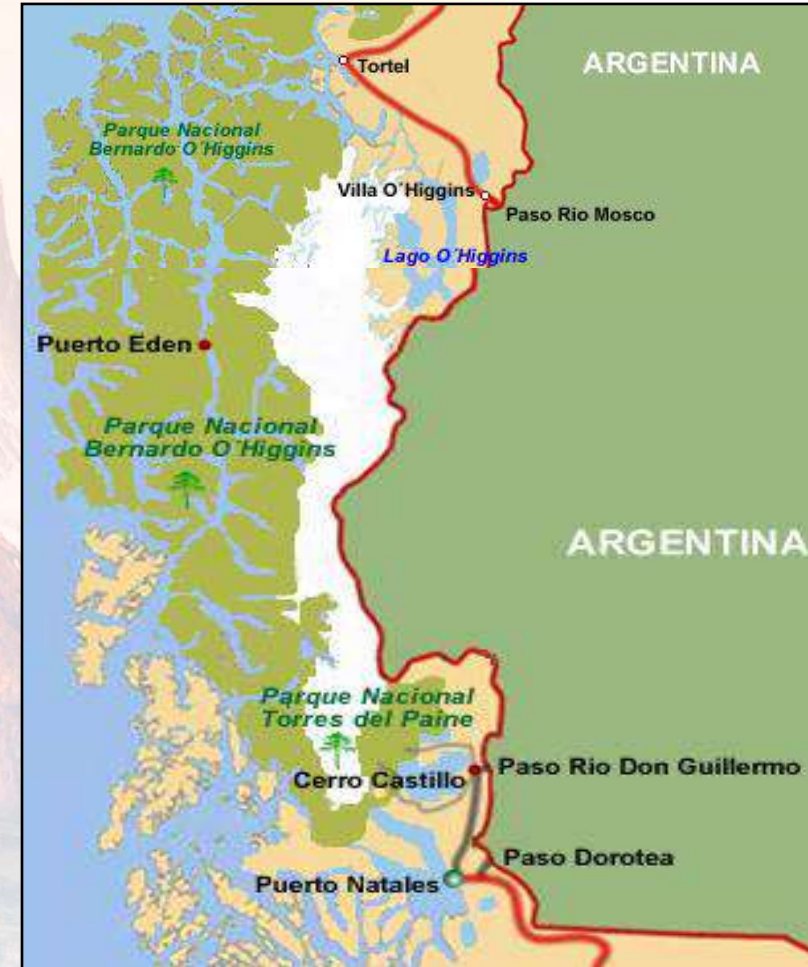 Tortel
ARGENTINA
Parque Nacional
Bernardo O´Higgins
Villa O´Higgins
Paso Rio Mosco
Lago O´Higgins
Puerto Eden
Parque Nacional
Bernardo O´Higgins
ARGENTINA
Parque Nacional
Torres del Paine
Paso Rio Don Guillermo
Cerro Castillo
Paso Dorotea
Puerto Natales